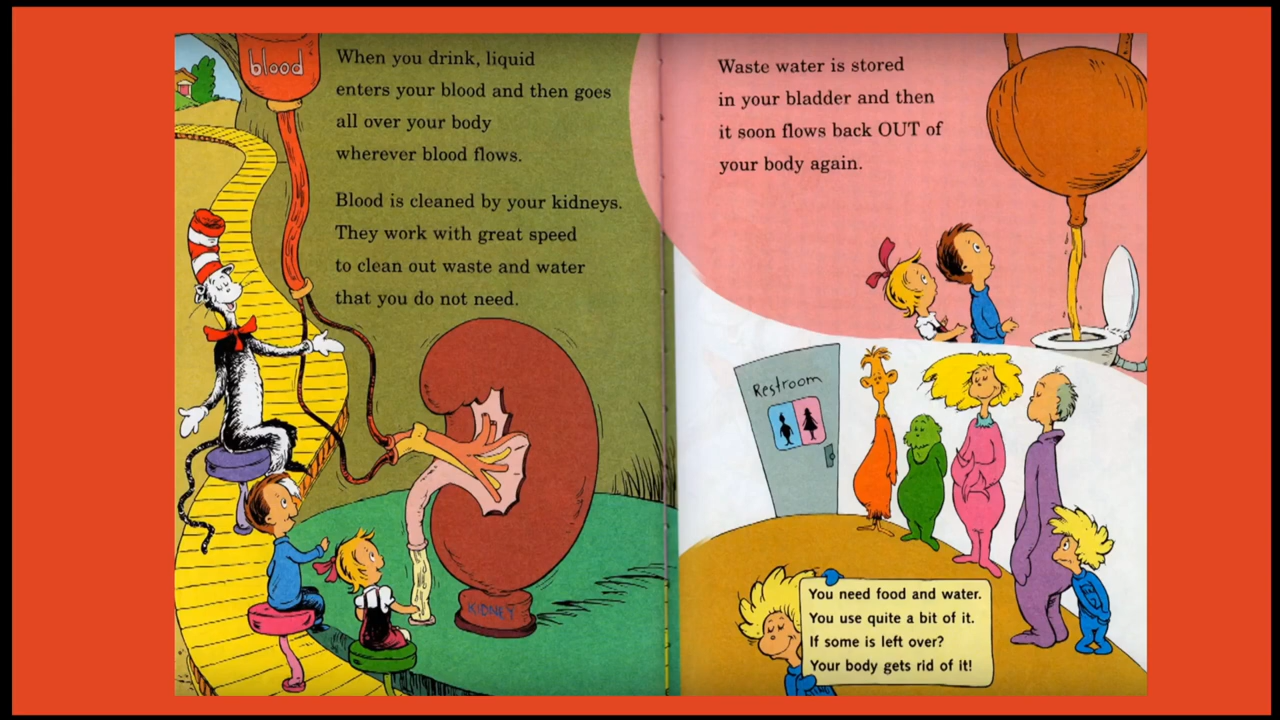 blood
When you drink, liquid
enters your blood and then goes
all over your body
wherever blood flows.
Blood is cleaned by your kidneys.
They work with great speed
to clean out waste and water
that you do not need.
KIDNEY
Waste water is stored
in your bladder and then
it soon flows back OUT of
your body again.
Restroom
You need food and water.
You use quite a bit of it.
If some is left over?
Your body gets rid of it!